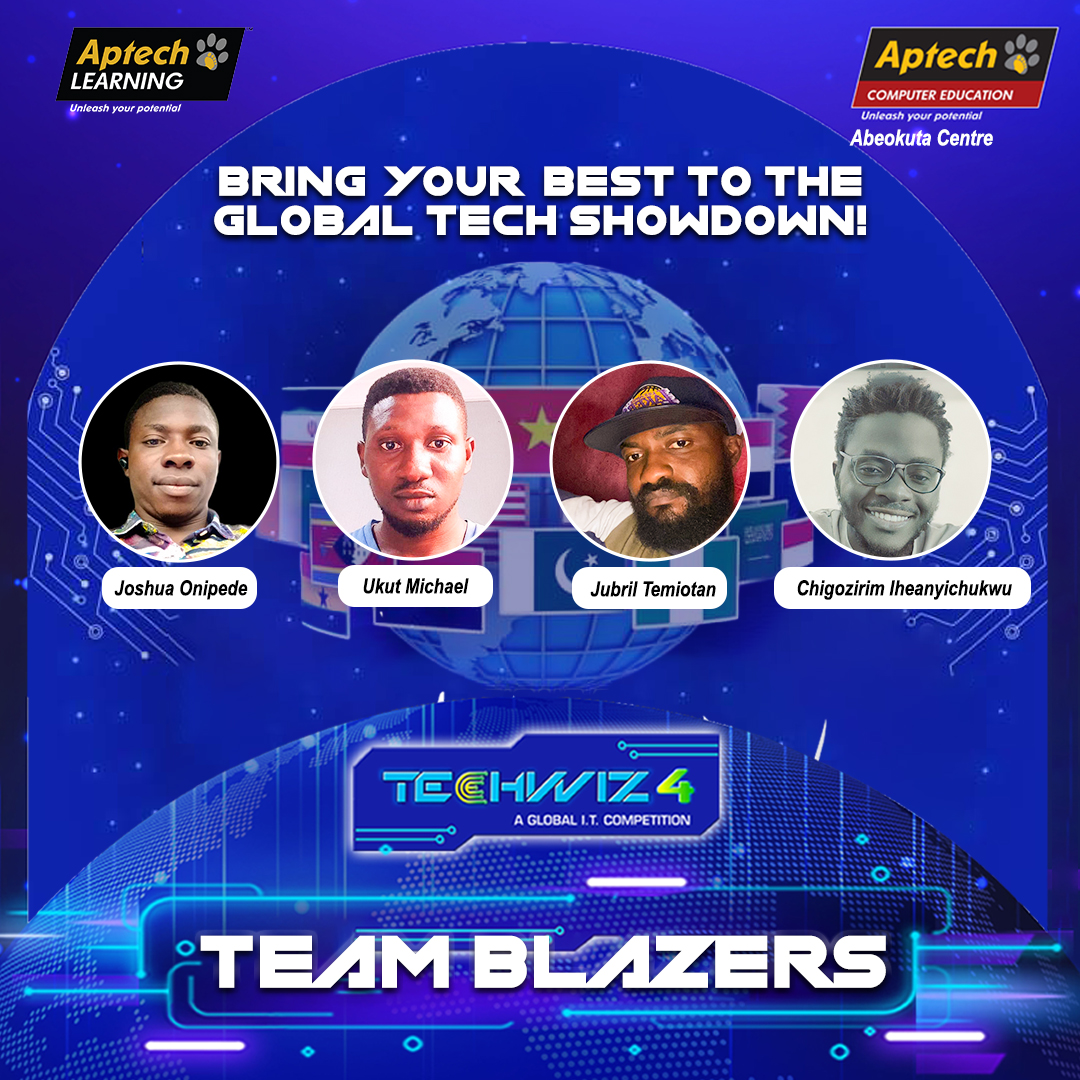 Aptech
LEARNING
Unleash your potential
Aptech
COMPUTER EDUCATION
Unleash your potential
Abeokuta Centre
BRING YOUR BEST TO THE
GLOBAL TECH SHOWDOWN!
Joshua Onipede
Ukut Michael
Jubril Temiotan
Chigozirim Iheanyichukwu
TECHWIZ 4
A GLOBAL I.T. COMPETITION
TEAM BLAZERS